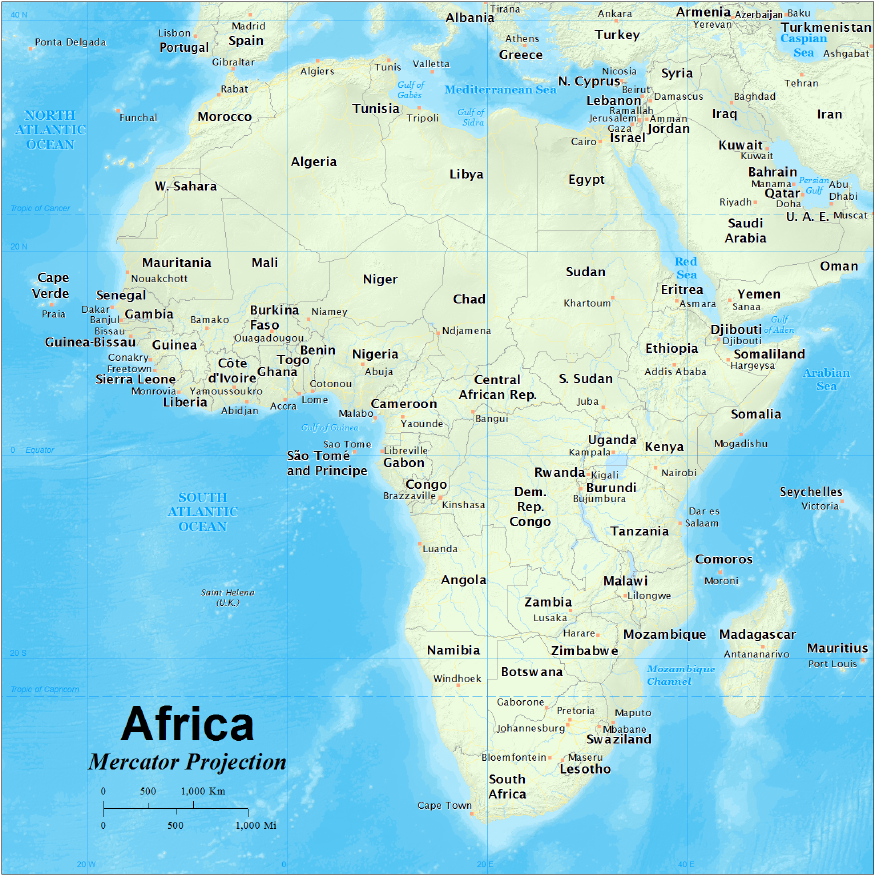 40 N
Ponta Delgada
Lisbon
Portugal
Madrid
Spain
Gibraltar
Rabat
Morocco
Funchal
NORTH
ATLANTIC
OCEAN
Algiers
Tunis
Valletta
Tunisia
Gulf of
Gabès
Tripoli
Gulf of
Sidra
Mediterranean Sea
Albania
Tirana
Athens
Greece
Ankara
Turkey
Armenia
Yerevan
Azerbaijan
Baku
Turkmenistan
Caspian
Sea
Ashgabat
Tehran
Iran
N. Cyprus
Nicosia
Syria
Beirut
Damascus
Lebanon
Ramallah
Jerusalem
Amman
Gaza
Jordan
Israel
Baghdad
Iraq
Cairo
Kuwait
Kuwait
Bahrain
Manama
Persian
Gulf
Qatar
Doha
Abu
Dhabi
Riyadh
U. A. E.
Muscat
Saudi
Arabia
Oman
Algeria
Libya
Egypt
W. Sahara
Tropic of Cancer
20 N
Cape
Verde
Praia
Mauritania
Nouakchott
Mali
Niger
Chad
Sudan
Khartoum
Red
Sea
Eritrea
Asmara
Yemen
Sanaa
Gulf
of Aden
Djibouti
Djibouti
Somaliland
Hargeysa
Arabian
Sea
Senegal
Dakar
Gambia
Banjul
Bissau
Guinea-Bissau
Bamako
Burkina
Faso
Ouagadougou
Niamey
Ndjamena
Guinea
Conakry
Freetown
Sierra Leone
Monrovia
Liberia
Côte
d'Ivoire
Yamoussoukro
Abidjan
Benin
Togo
Ghana
Accra
Lome
Cotonou
Nigeria
Abuja
Malabo
Cameroon
Yaounde
Central
African Rep.
Bangui
S. Sudan
Juba
Ethiopia
Addis Ababa
Somalia
Mogadishu
Gulf of Guinea
Sao Tome
São Tomé
and Principe
Libreville
Gabon
0
Equator
Congo
Brazzaville
Kinshasa
Dem.
Rep.
Congo
Uganda
Kampala
Kenya
Nairobi
Rwanda
Kigali
Burundi
Bujumbura
Tanzania
Dar es
Salaam
Seychelles
Victoria
SOUTH
ATLANTIC
OCEAN
Luanda
Angola
Comoros
Moroni
Malawi
Lilongwe
Zambia
Lusaka
Saint Helena
(U.K.)
Harare
Zimbabwe
Mozambique
Madagascar
Antananarivo
Mauritius
Port Louis
20 S
Namibia
Windhoek
Botswana
Gaborone
Mozambique
Channel
Tropic of Capricorn
Pretoria
Johannesburg
Maputo
Mbabane
Swaziland
Bloemfontein
Maseru
Lesotho
South
Africa
Cape Town
Africa
Mercator Projection
0 500 1,000 Km
0 500 1,000 Mi
20 W 0 20 E 40 E